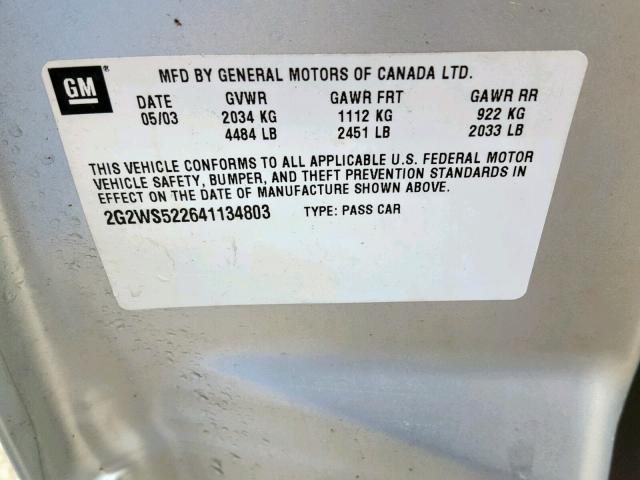 GM
MFD BY GENERAL MOTORS OF CANADA LTD.
DATE GVWR GAWR FRT GAWR RR
05/03 2034 KG 1112 KG 922 KG
4484 LB 2451 LB 2033 LB
THIS VEHICLE CONFORMS TO ALL APPLICABLE U.S. FEDERAL MOTOR
VEHICLE SAFETY, BUMPER, AND THEFT PREVENTION STANDARDS IN
EFFECT ON THE DATE OF MANUFACTURE SHOWN ABOVE.
2G2WS522641134803 TYPE: PASS CAR